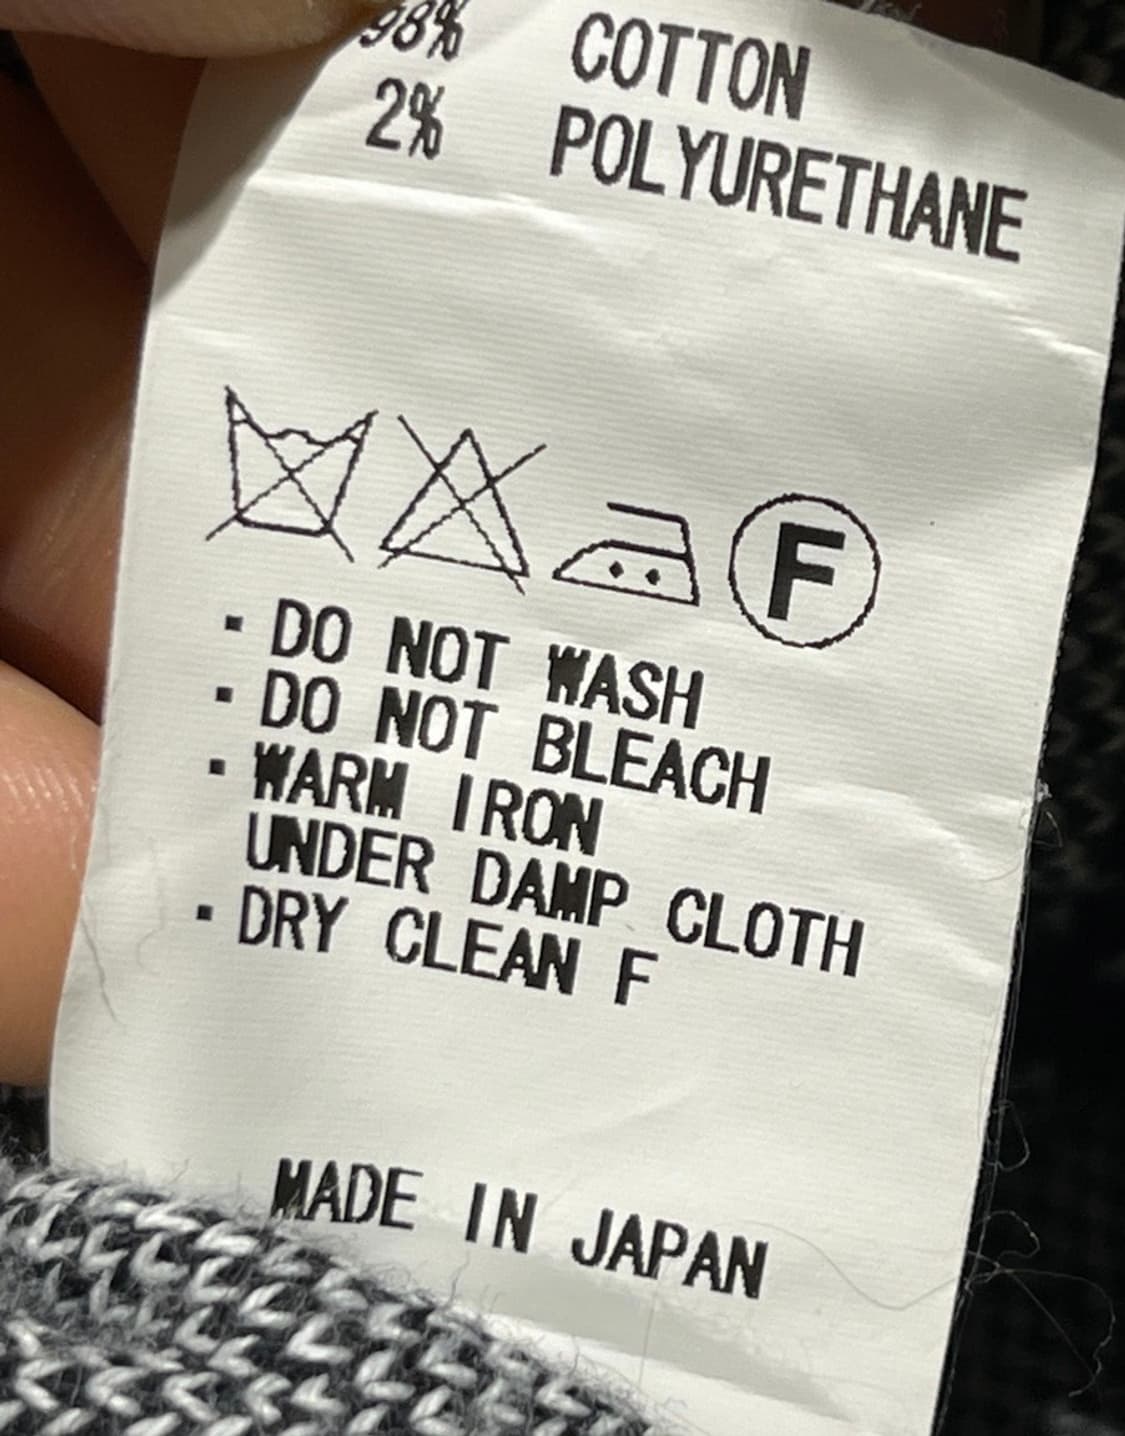 98% COTTON
2% POLYURETHANE
F
· DO NOT WASH
· DO NOT BLEACH
· WARM IRON
UNDER DAMP CLOTH
· DRY CLEAN F
MADE IN JAPAN